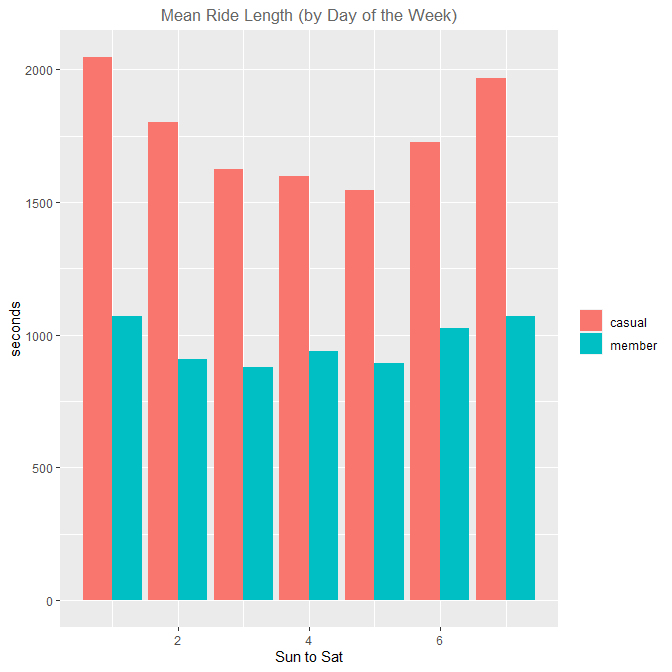 Mean Ride Length (by Day of the Week)
2000
1500
1000
500
0
seconds
2 4 6
Sun to Sat
casual
member